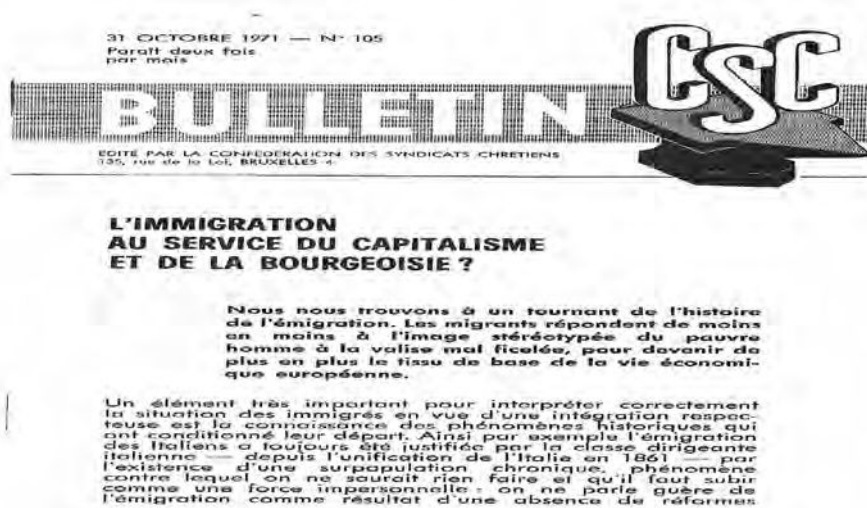 31 OCTOBRE 1971 — N° 105
Paraît deux fois
par mois
BULLETIN
CSC
EDITE PAR LA CONFEDERATION DES SYNDICATS CHRETIENS
135, rue de la Loi, BRUXELLES 4
L'IMMIGRATION
AU SERVICE DU CAPITALISME
ET DE LA BOURGEOISIE ?
Nous nous trouvons à un tournant de l'histoire
de l'émigration. Les migrants répondent de moins
en moins à l'image stéréotypée du pauvre
homme à la valise mal ficelée, pour devenir de
plus en plus le tissu de base de la vie économi-
que européenne.
Un élément très important pour interpréter correctement
la situation des immigrés en vue d'une intégration respec-
tueuse est la connaissance des phénomènes historiques qui
ont conditionné leur départ. Ainsi par exemple l'émigration
des Italiens a toujours été justifiée par la classe dirigeante
italienne — depuis l'unification de l'Italie en 1861 — par
l'existence d'une surpopulation chronique, phénomène
contre lequel on ne saurait rien faire et qu'il faut subir
comme une force impersonnelle : on ne parle guère de
l'émigration comme résultat d'une absence de réformes